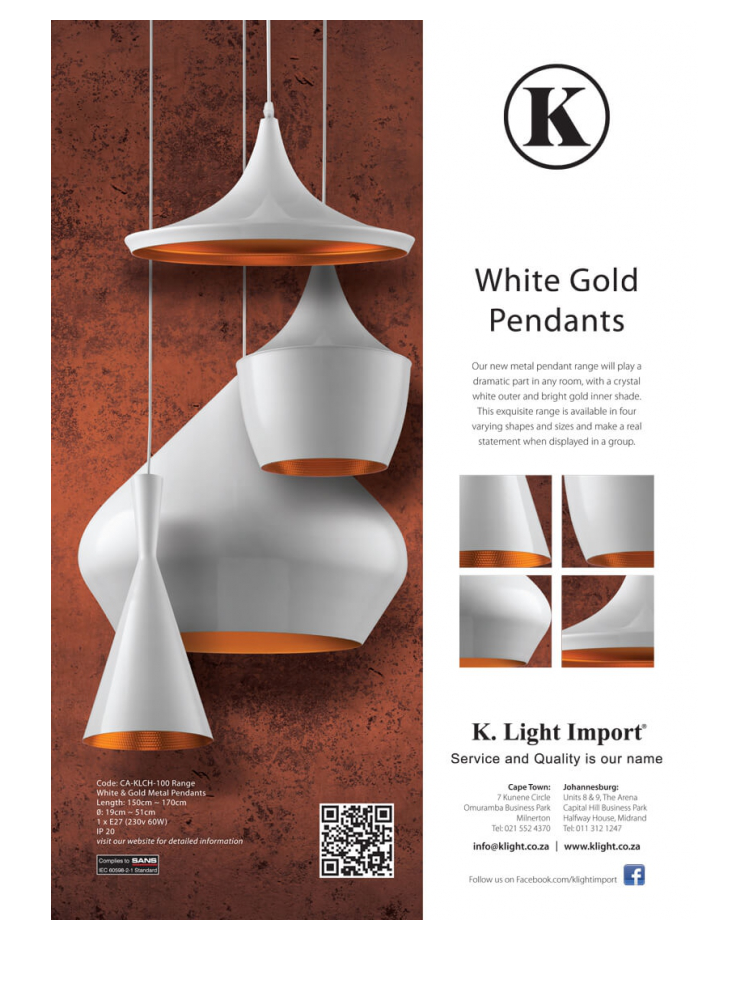 K
White Gold
Pendants
Our new metal pendant range will play a
dramatic part in any room, with a crystal
white outer and bright gold inner shade.
This exquisite range is available in four
varying shapes and sizes and make a real
statement when displayed in a group.
K. Light Import®
Service and Quality is our name
Cape Town:
7 Kunene Circle
Omuramba Business Park
Milnerton
Tel: 021 552 4370
Johannesburg:
Units 8 & 9, The Arena
Capital Hill Business Park
Halfway House, Midrand
Tel: 011 312 1247
info@klight.co.za | www.klight.co.za
Follow us on Facebook.com/klightimport
f
Code: CA-KLCH-100 Range
White & Gold Metal Pendants
Length: 150cm ~ 170cm
Ø: 19cm ~ 51cm
1 x E27 (230v 60W)
IP 20
visit our website for detailed information
Complies to SANS
IEC 60598-2-1 Standard